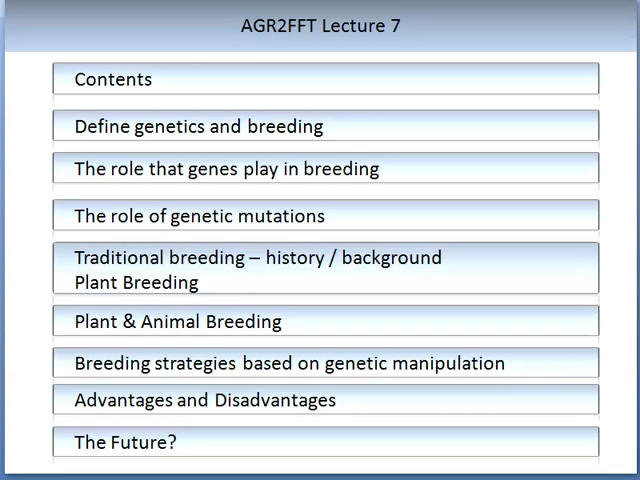 AGR2FFT Lecture 7
Contents
Define genetics and breeding
The role that genes play in breeding
The role of genetic mutations
Traditional breeding – history / background
Plant Breeding
Plant & Animal Breeding
Breeding strategies based on genetic manipulation
Advantages and Disadvantages
The Future?